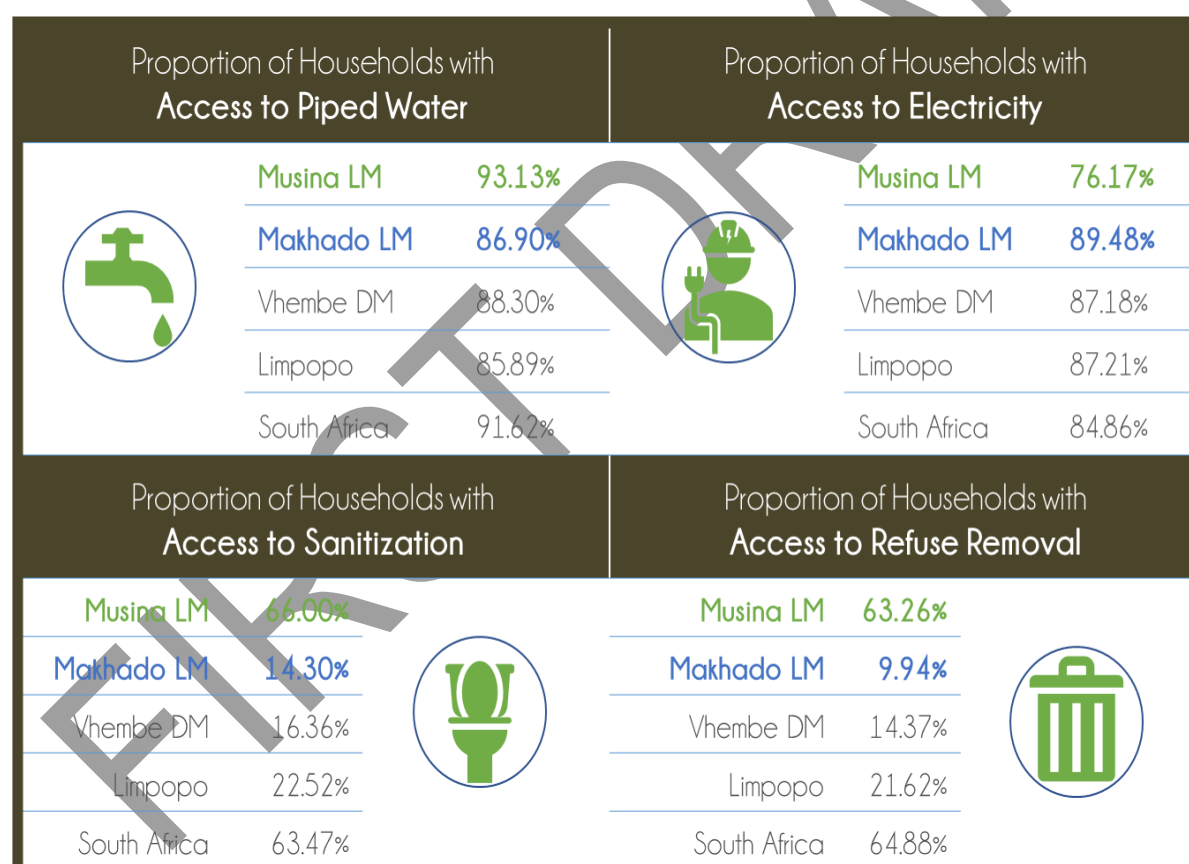 Proportion of Households with
Access to Piped Water
Musina LM 93.13%
Makhado LM 86.90%
Vhembe DM 88.30%
Limpopo 85.89%
South Africa 91.62%
Proportion of Households with
Access to Electricity
Musina LM 76.17%
Makhado LM 89.48%
Vhembe DM 87.18%
Limpopo 87.21%
South Africa 84.86%
Proportion of Households with
Access to Sanitization
Musina LM 66.00%
Makhado LM 14.30%
Vhembe DM 16.36%
Limpopo 22.52%
South Africa 63.47%
Proportion of Households with
Access to Refuse Removal
Musina LM 63.26%
Makhado LM 9.94%
Vhembe DM 14.37%
Limpopo 21.62%
South Africa 64.88%
FIRST DRA